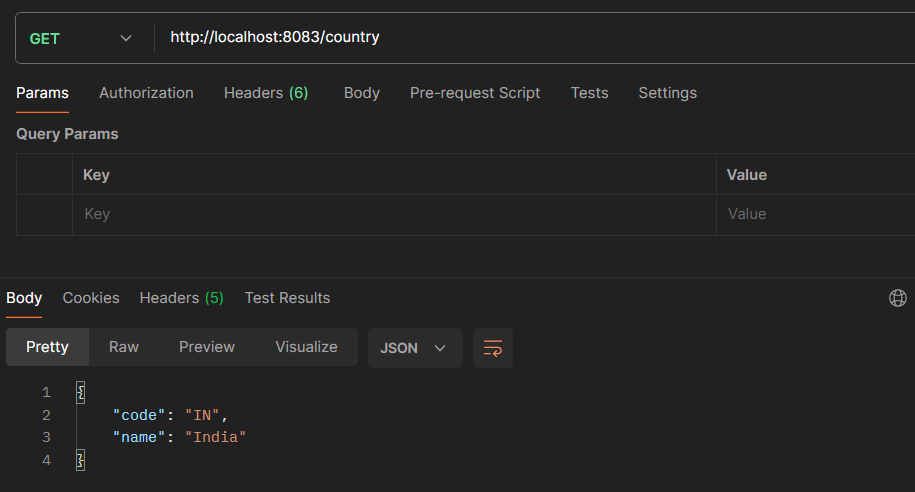 GET http://localhost:8083/country
Params Authorization Headers (6) Body Pre-request Script Tests Settings
Query Params
Key Value
Key Value
Body Cookies Headers (5) Test Results
Pretty Raw Preview Visualize JSON
1 {
2 "code": "IN",
3 "name": "India"
4 }